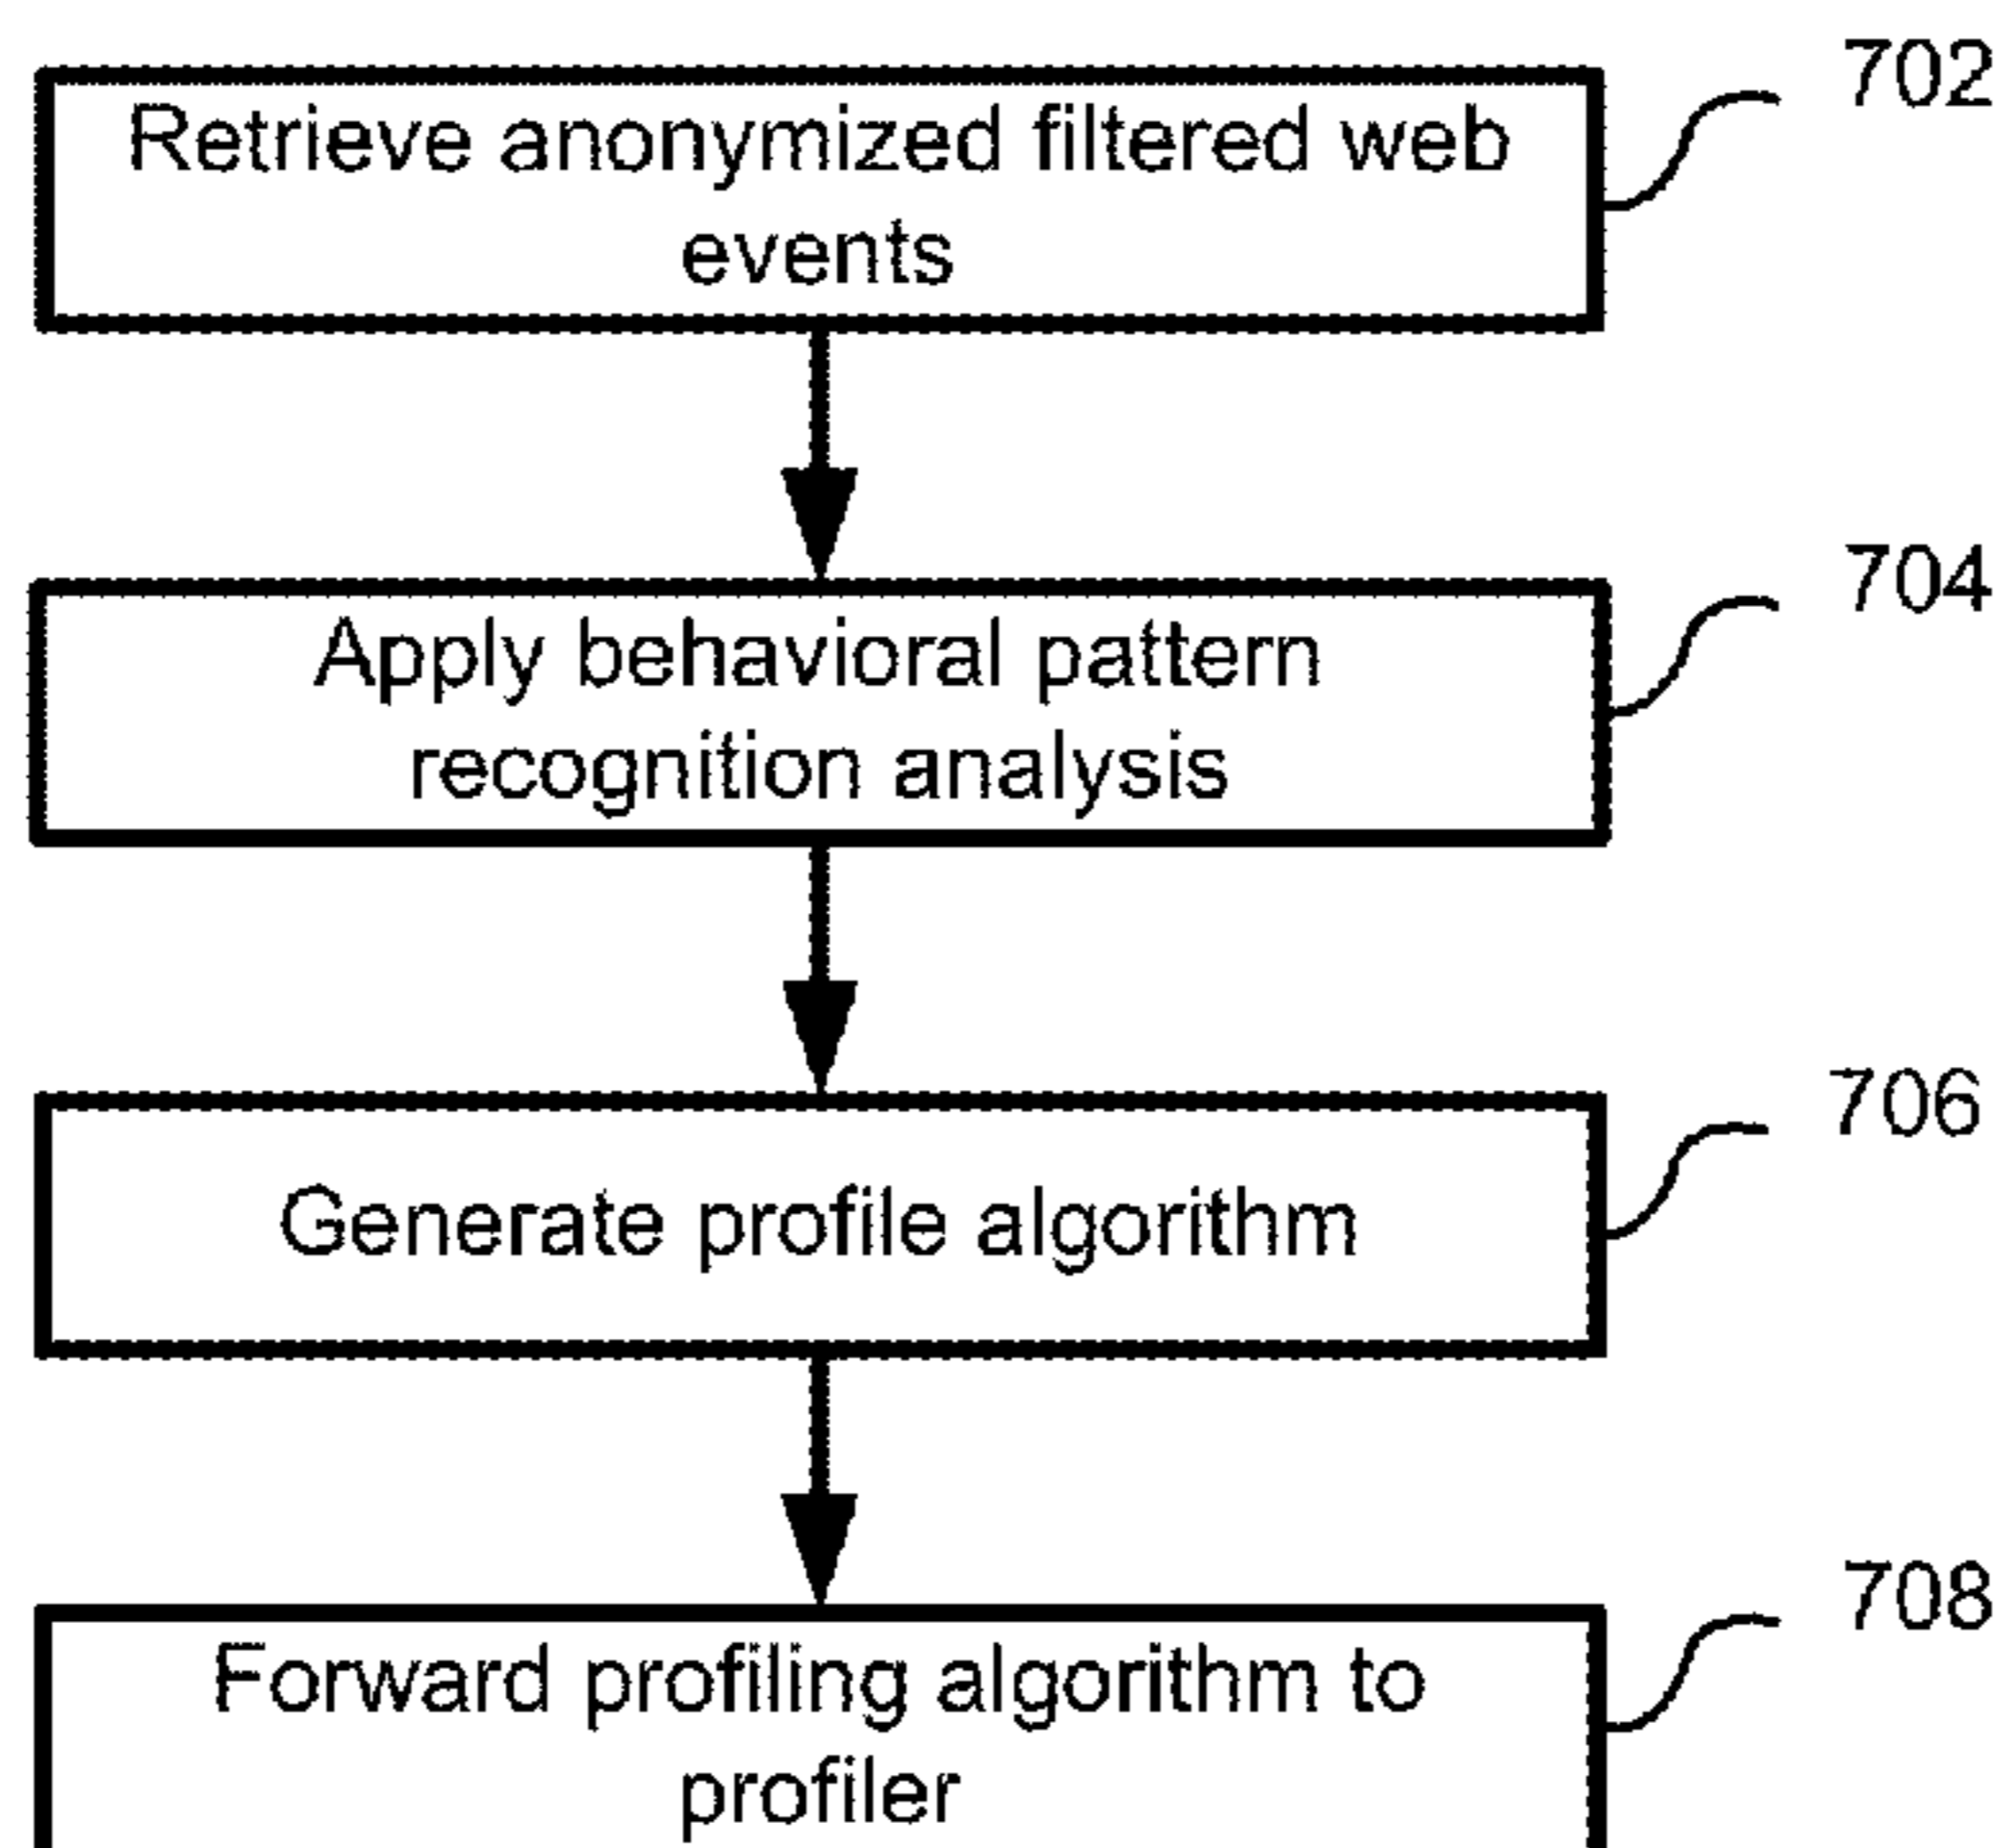 702
Retrieve anonymized filtered web
events
704
Apply behavioral pattern
recognition analysis
706
Generate profile algorithm
708
Forward profiling algorithm to
profiler